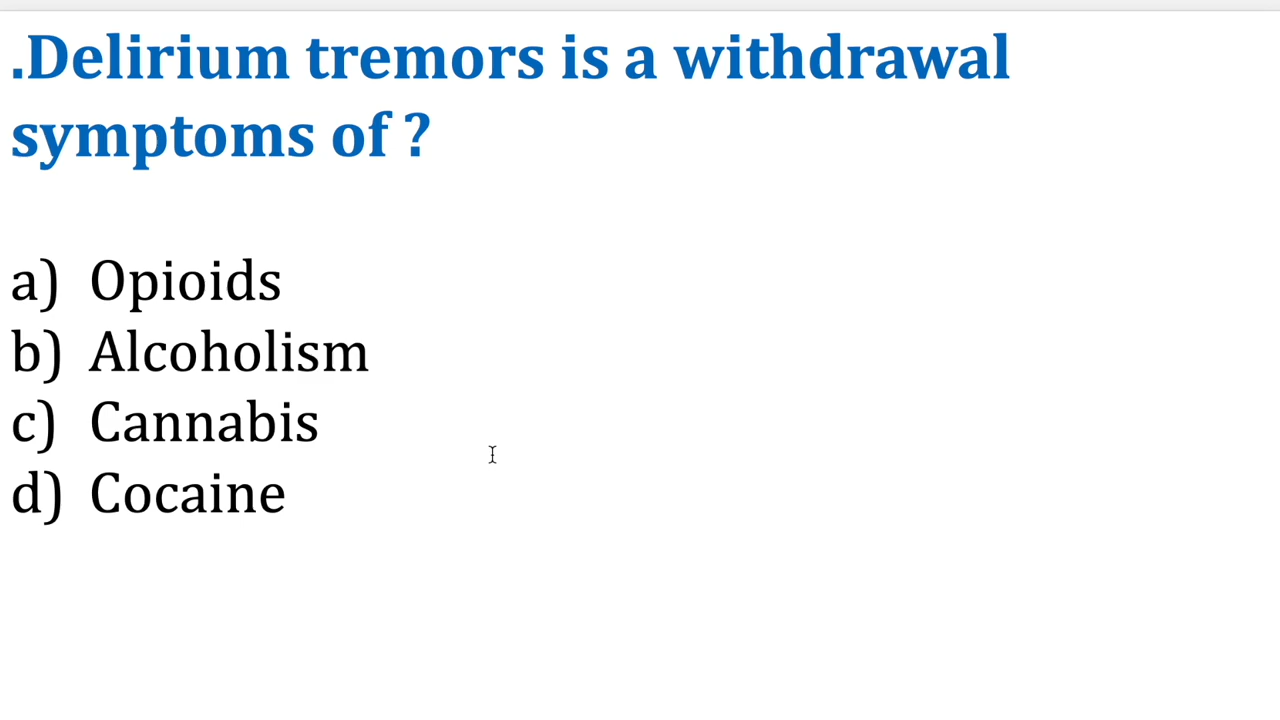 .Delirium tremors is a withdrawal
symptoms of ?
a) Opioids
b) Alcoholism
c) Cannabis
d) Cocaine